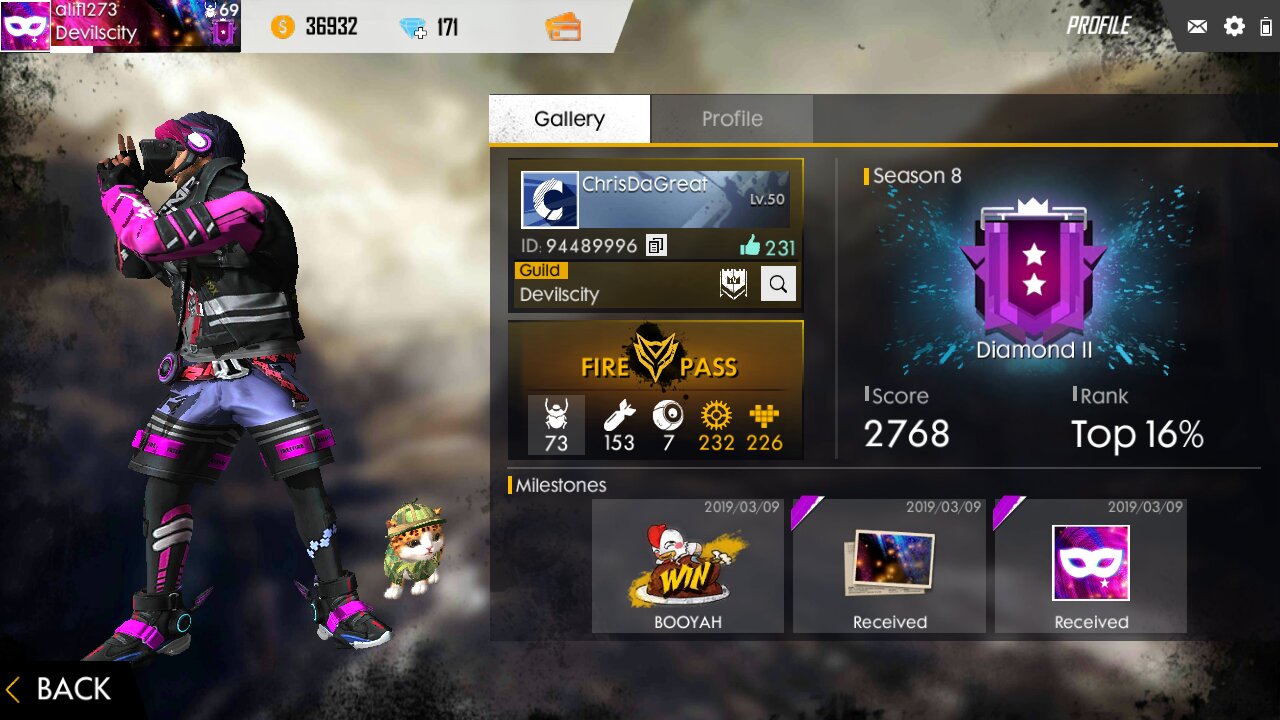 alif1273
69
Devilscity
36932
171
PROFILE
Gallery
Profile
C
ChrisDaGreat
Lv.50
ID: 94489996
231
Guild
Devilscity
FIRE PASS
73
153
7
232
226
Season 8
Diamond II
Score
2768
Rank
Top 16%
Milestones
2019/03/09
WIN
BOOYAH
2019/03/09
Received
2019/03/09
Received
BACK